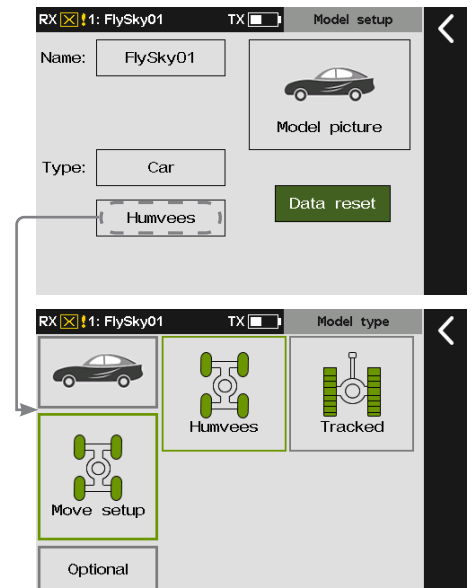 RX !1: FlySky01 TX Model setup
Name: FlySky01
Model picture
Type: Car
Humvees
Data reset
RX !1: FlySky01 TX Model type
Humvees Tracked
Move setup
Optional